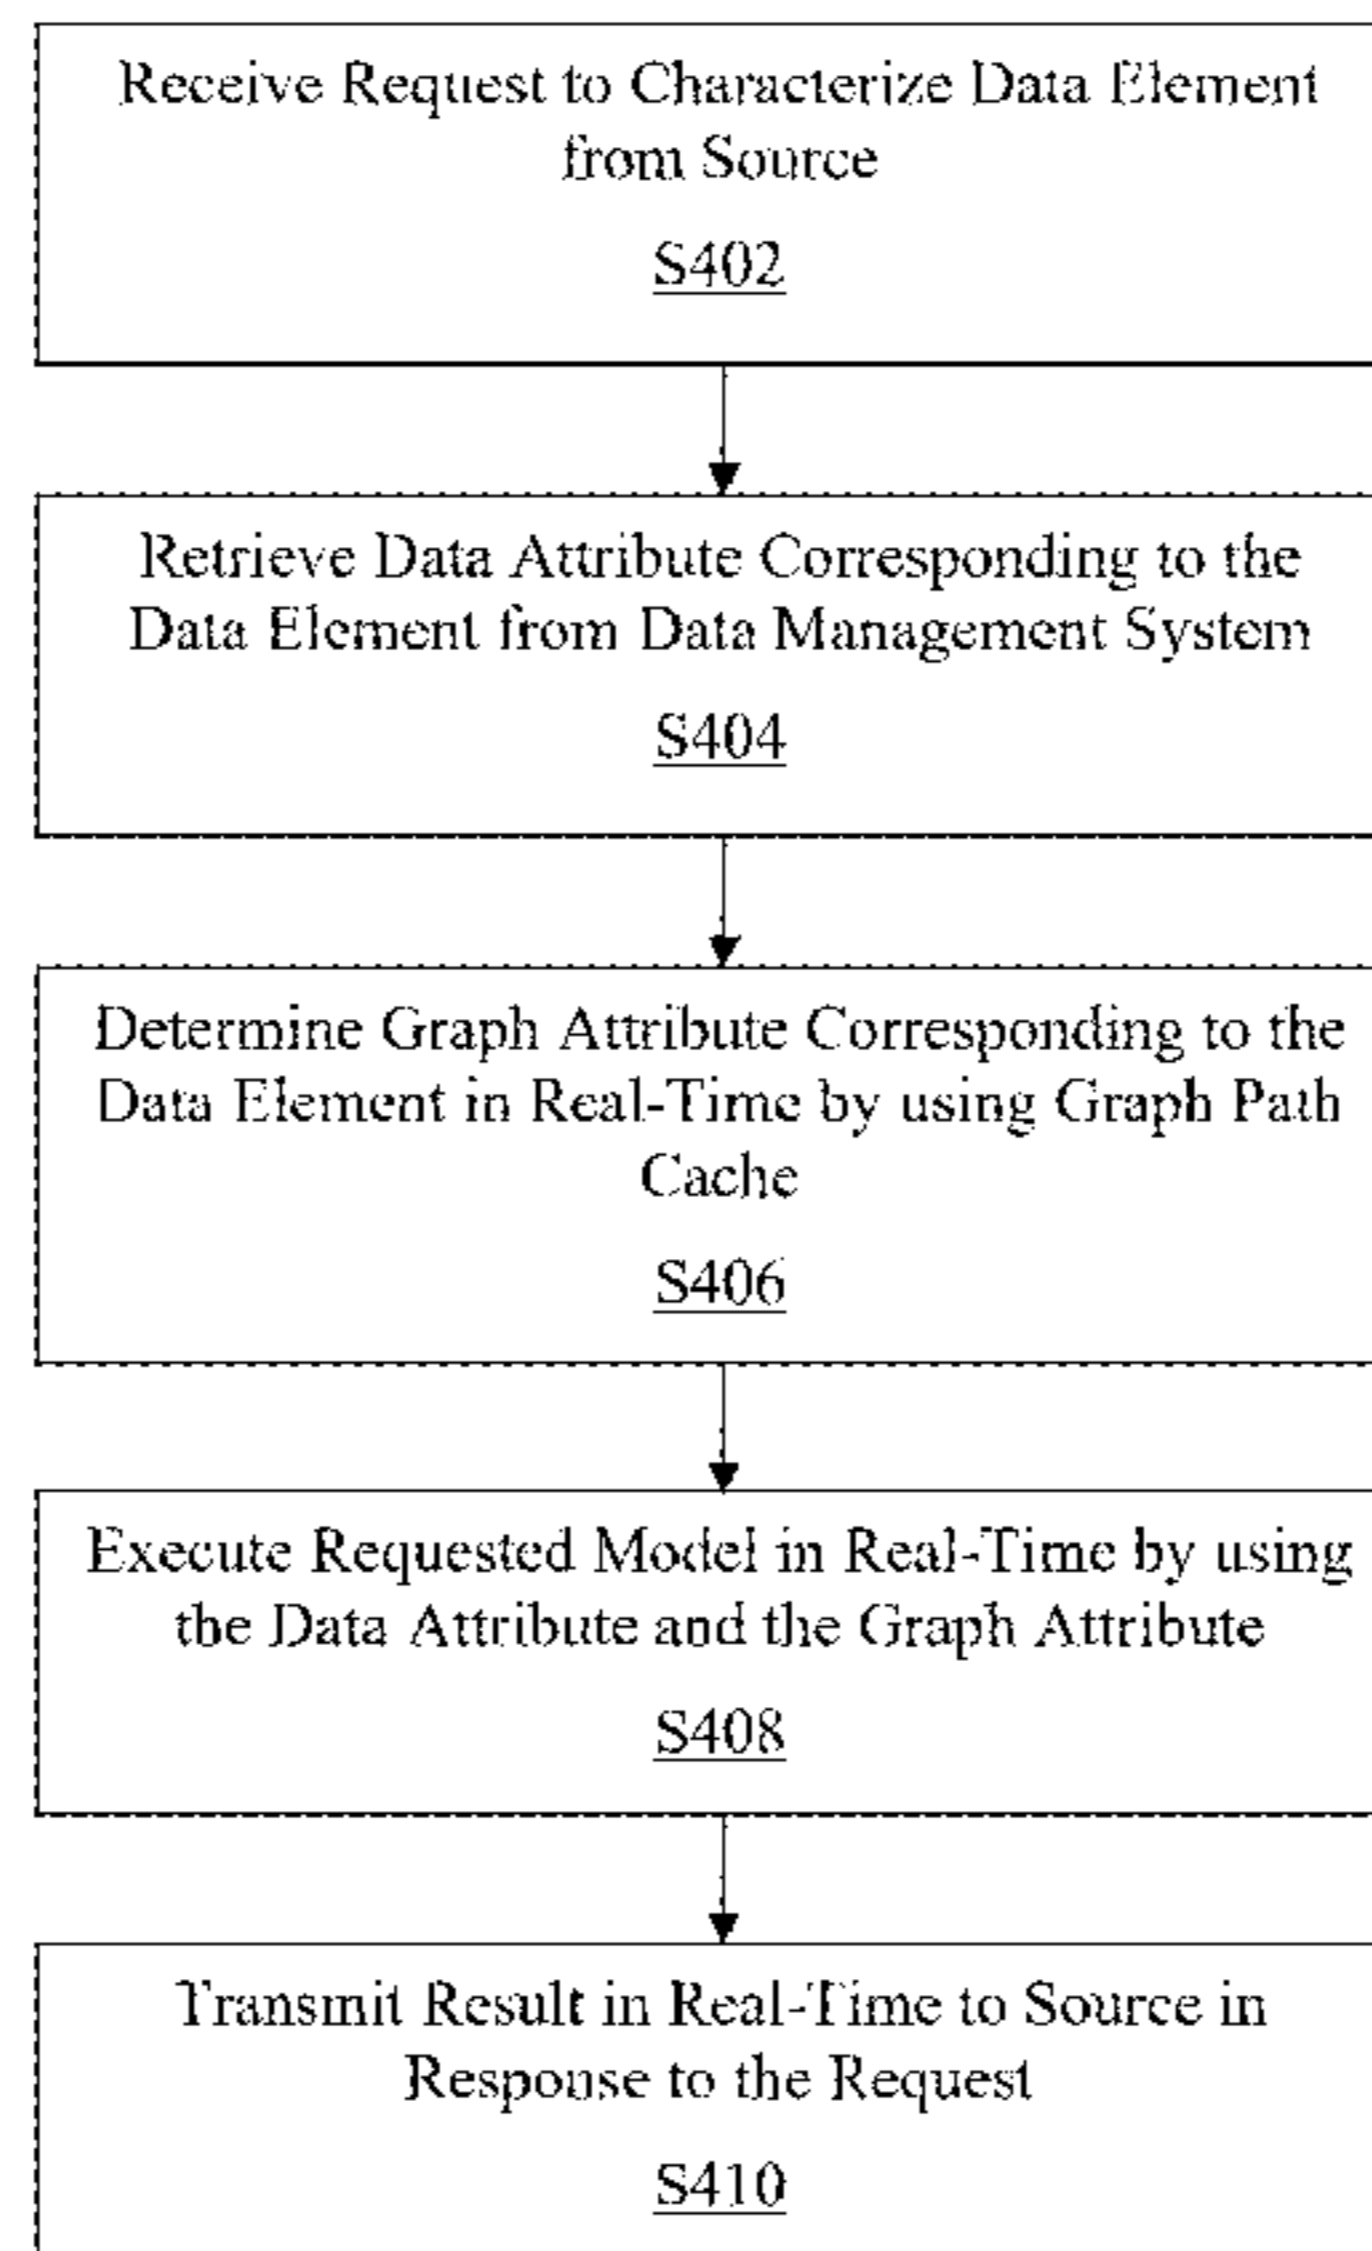 Receive Request to Characterize Data Element
from Source
S402
Retrieve Data Attribute Corresponding to the
Data Element from Data Management System
S404
Determine Graph Attribute Corresponding to the
Data Element in Real-Time by using Graph Path
Cache
S406
Execute Requested Model in Real-Time by using
the Data Attribute and the Graph Attribute
S408
Transmit Result in Real-Time to Source in
Response to the Request
S410